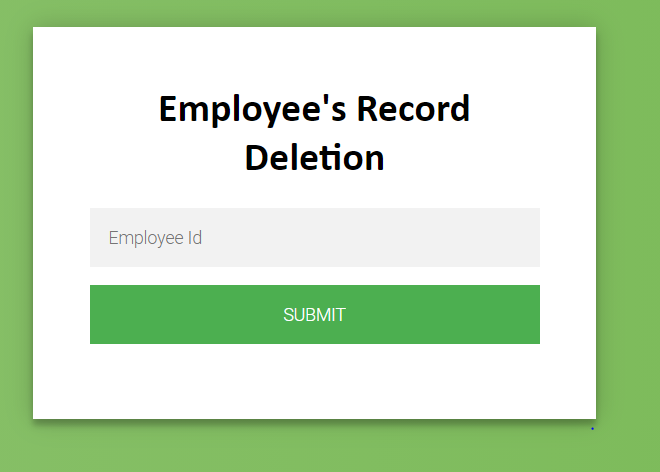 Employee's Record
Deletion
Employee Id
SUBMIT